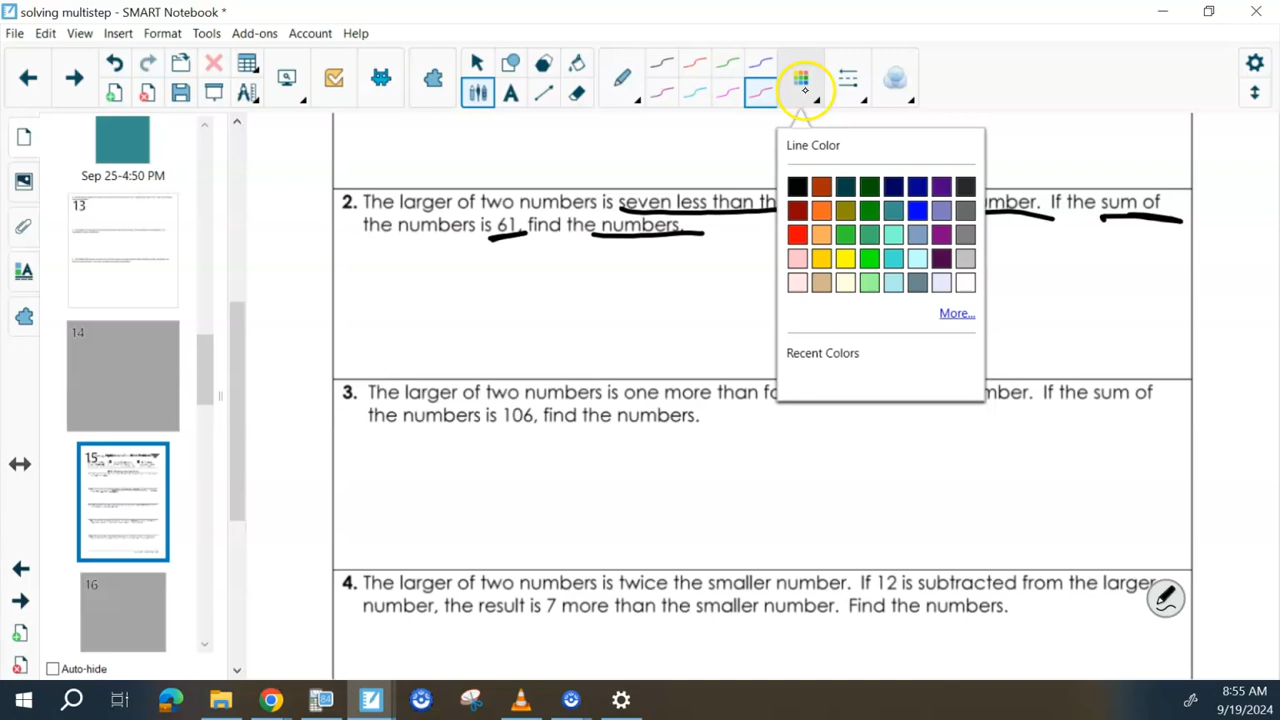 solving multistep - SMART Notebook *
File Edit View Insert Format Tools Add-ons Account Help
Sep 25-4:50 PM
13
14
15
16
Auto-hide
Line Color
More...
Recent Colors
2. The larger of two numbers is seven less than th umber. If the sum of
the numbers is 61, find the numbers.
3. The larger of two numbers is one more than fo mber. If the sum of
the numbers is 106, find the numbers.
4. The larger of two numbers is twice the smaller number. If 12 is subtracted from the larger
number, the result is 7 more than the smaller number. Find the numbers.
8:55 AM
9/19/2024